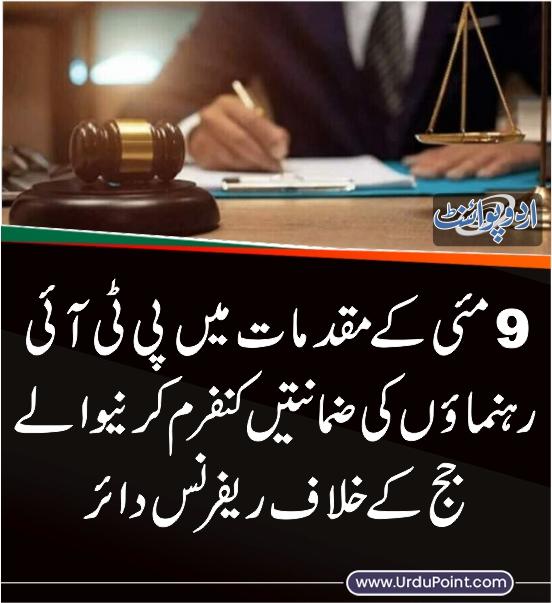 اردو پوائنٹ
9 مئی کے مقدمات میں پی ٹی آئی
رہنماؤں کی ضمانتیں کنفرم کرنیوالے
جج کے خلاف ریفرنس دائر
www.UrduPoint.com